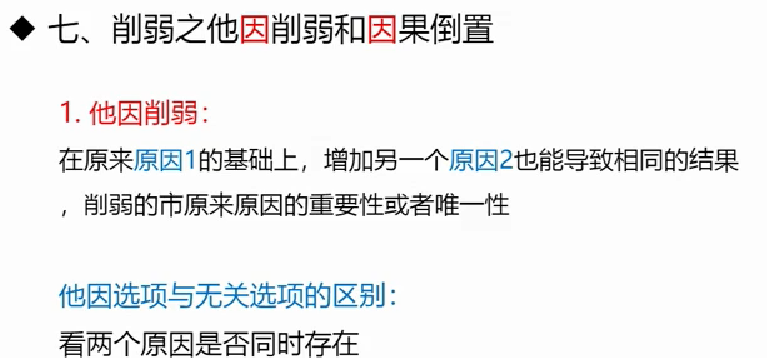 ◆ 七、削弱之他因削弱和因果倒置
1. 他因削弱：
在原来原因1的基础上，增加另一个原因2也能导致相同的结果
，削弱的市原来原因的重要性或者唯一性
他因选项与无关选项的区别：
看两个原因是否同时存在